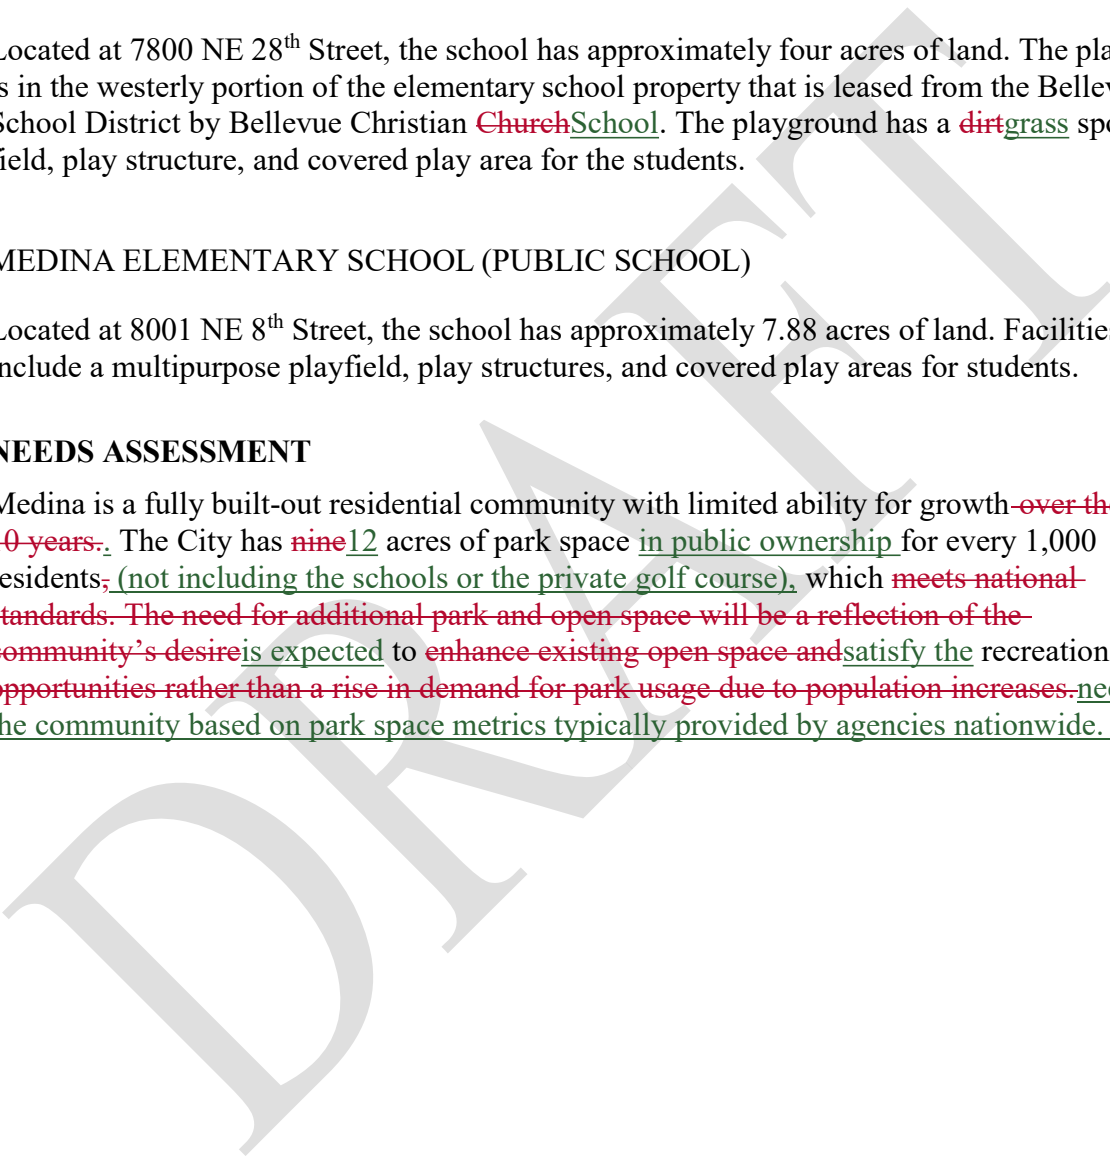 Located at 7800 NE 28th Street, the school has approximately four acres of land. The
in the westerly portion of the elementary school property that is leased from the
School District by Bellevue Christian ChurchSchool. The playground has a dirtgrass
field, play structure, and covered play area for the students.
MEDINA ELEMENTARY SCHOOL (PUBLIC SCHOOL)
Located at 8001 NE 8th Street, the school has approximately 7.88 acres of land. Facilities
include a multipurpose playfield, play structures, and covered play areas for students.
NEEDS ASSESSMENT
Medina is a fully built-out residential community with limited ability for growth over
0 years.. The City has nine12 acres of park space in public ownership for every 1,000
residents, (not including the schools or the private golf course), which meets national
standards. The need for additional park and open space will be a reflection of the
community’s desireis expected to enhance existing open space andsatisfy the recreation
opportunities rather than a rise in demand for park usage due to population increases.
the community based on park space metrics typically provided by agencies nationwide.
DRAFT